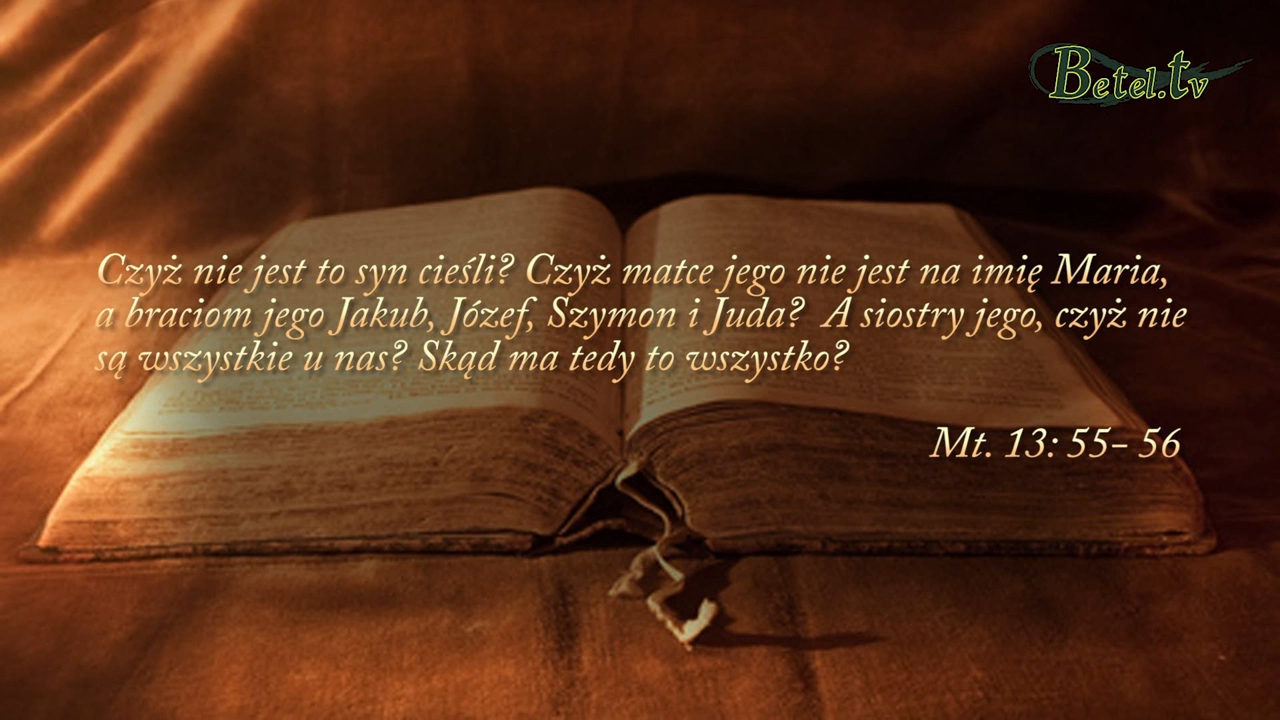 Betel.tv
Czyż nie jest to syn cieśli? Czyż matce jego nie jest na imię Maria,
a braciom jego Jakub, Józef, Szymon i Juda? A siostry jego, czyż nie
są wszystkie u nas? Skąd ma tedy to wszystko?
Mt. 13: 55– 56